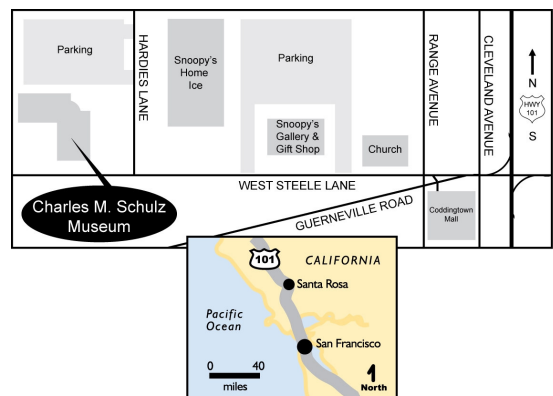 Parking
HARDIES LANE
Snoopy's
Home
Ice
Parking
Snoopy's
Gallery &
Gift Shop
Church
RANGE AVENUE
CLEVELAND AVENUE
N
HWY
101
S
WEST STEELE LANE
GUERNEVILLE ROAD
Coddingtown
Mall
Charles M. Schulz
Museum
101
CALIFORNIA
Santa Rosa
Pacific
Ocean
San Francisco
0 40
miles
North